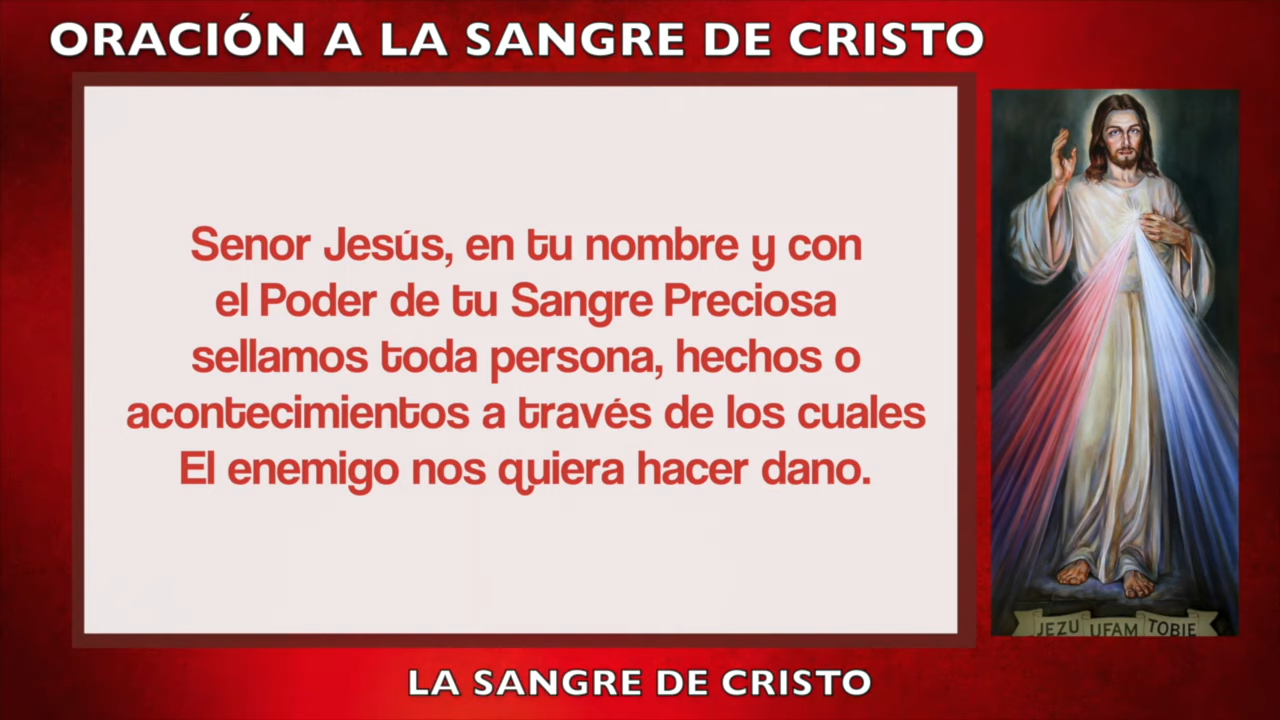 ORACIÓN A LA SANGRE DE CRISTO
Senor Jesús, en tu nombre y con
el Poder de tu Sangre Preciosa
sellamos toda persona, hechos o
acontecimientos a través de los cuales
El enemigo nos quiera hacer dano.
JEZU UFAM TOBIE
LA SANGRE DE CRISTO